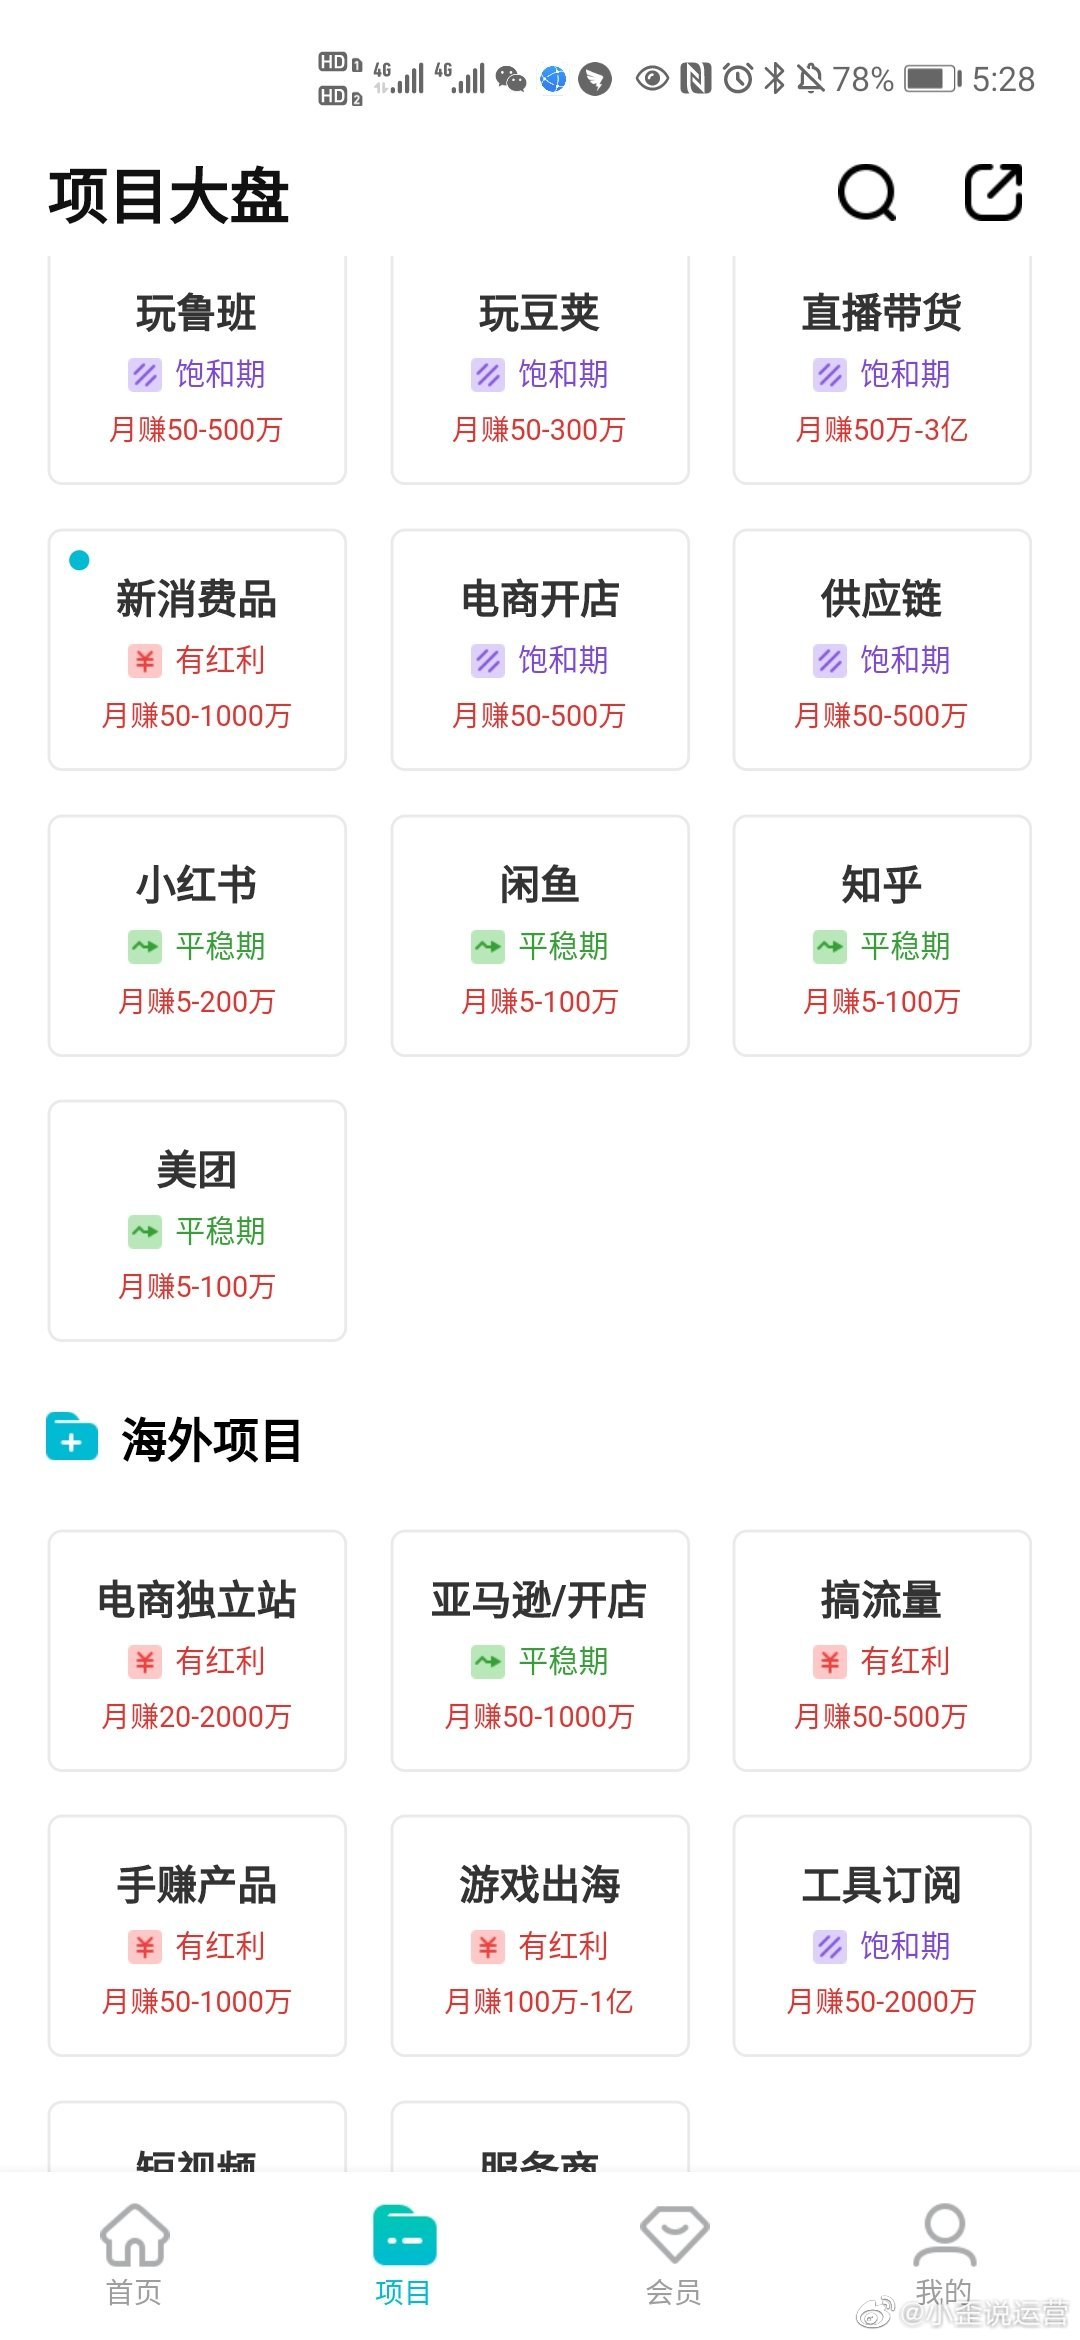 HD 1 4G 4G 78% 5:28
HD 2
项目大盘
玩鲁班 玩豆荚 直播带货
饱和期 饱和期 饱和期
月赚50-500万 月赚50-300万 月赚50万-3亿
新消费品 电商开店 供应链
有红利 饱和期 饱和期
月赚50-1000万 月赚50-500万 月赚50-500万
小红书 闲鱼 知乎
平稳期 平稳期 平稳期
月赚5-200万 月赚5-100万 月赚5-100万
美团
平稳期
月赚5-100万
海外项目
电商独立站 亚马逊/开店 搞流量
有红利 平稳期 有红利
月赚20-2000万 月赚50-1000万 月赚50-500万
手赚产品 游戏出海 工具订阅
有红利 有红利 饱和期
月赚50-1000万 月赚100万-1亿 月赚50-2000万
短视频 服务商
首页 项目 会员 我的
@小歪说运营